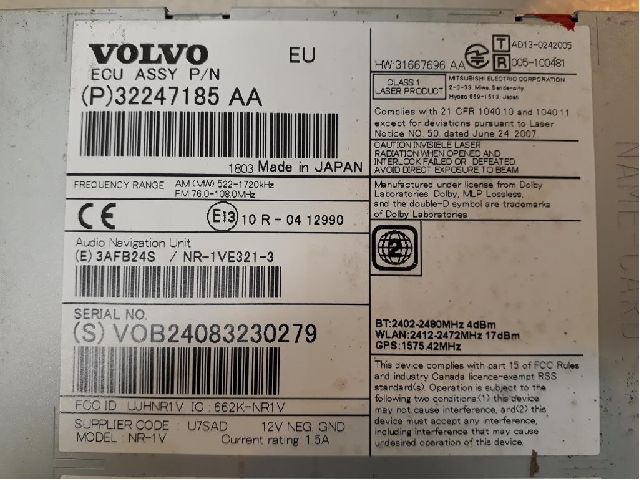 VOLVO
EU
ECU ASSY P/N
(P)32247185 AA
1803 Made in JAPAN
FREQUENCY RANGE AM(MW) 522-1720kHz
FM 76.0-108.0MHz
CE E13 10 R - 04 12990
Audio Navigation Unit
(E) 3AFB24S / NR-1VE321-3
SERIAL NO.
(S) VOB24083230279
FCC ID UJHNR1V IC : 662K-NR1V
SUPPLIER CODE : U7SAD 12V NEG. GND
MODEL : NR-1V Current rating 1.5A
HW:31667696 AA
T AD13-0242005
R 005-100481
CLASS 1
LASER PRODUCT
MITSUBISHI ELECTRIC CORPORATION
Hyogo 669-1513, Japan
Complies with 21 CFR 1040.10 and 1040.11
except for deviations pursuant to Laser
Notice NO. 50, dated June 24, 2007
CAUTION INVISIBLE LASER
RADIATION WHEN OPENED AND
INTERLOCK FAILED OR DEFEATED
AVOID DIRECT EXPOSURE TO BEAM
Manufactured under license from Dolby
Laboratories. Dolby, MLP Lossless,
and the double-D symbol are trademarks
of Dolby Laboratories
2
BT:2402-2480MHz 4dBm
WLAN:2412-2472MHz 17dBm
GPS:1575.42MHz
This device complies with part 15 of FCC Rules
and industry Canada licence-exempt RSS
standard(s). Operation is subject to the
following two conditions:(1) this device
may not cause interference, and(2) this
device must accept any interference,
including interference that may cause
undesired operation of this device.
NAME CARD